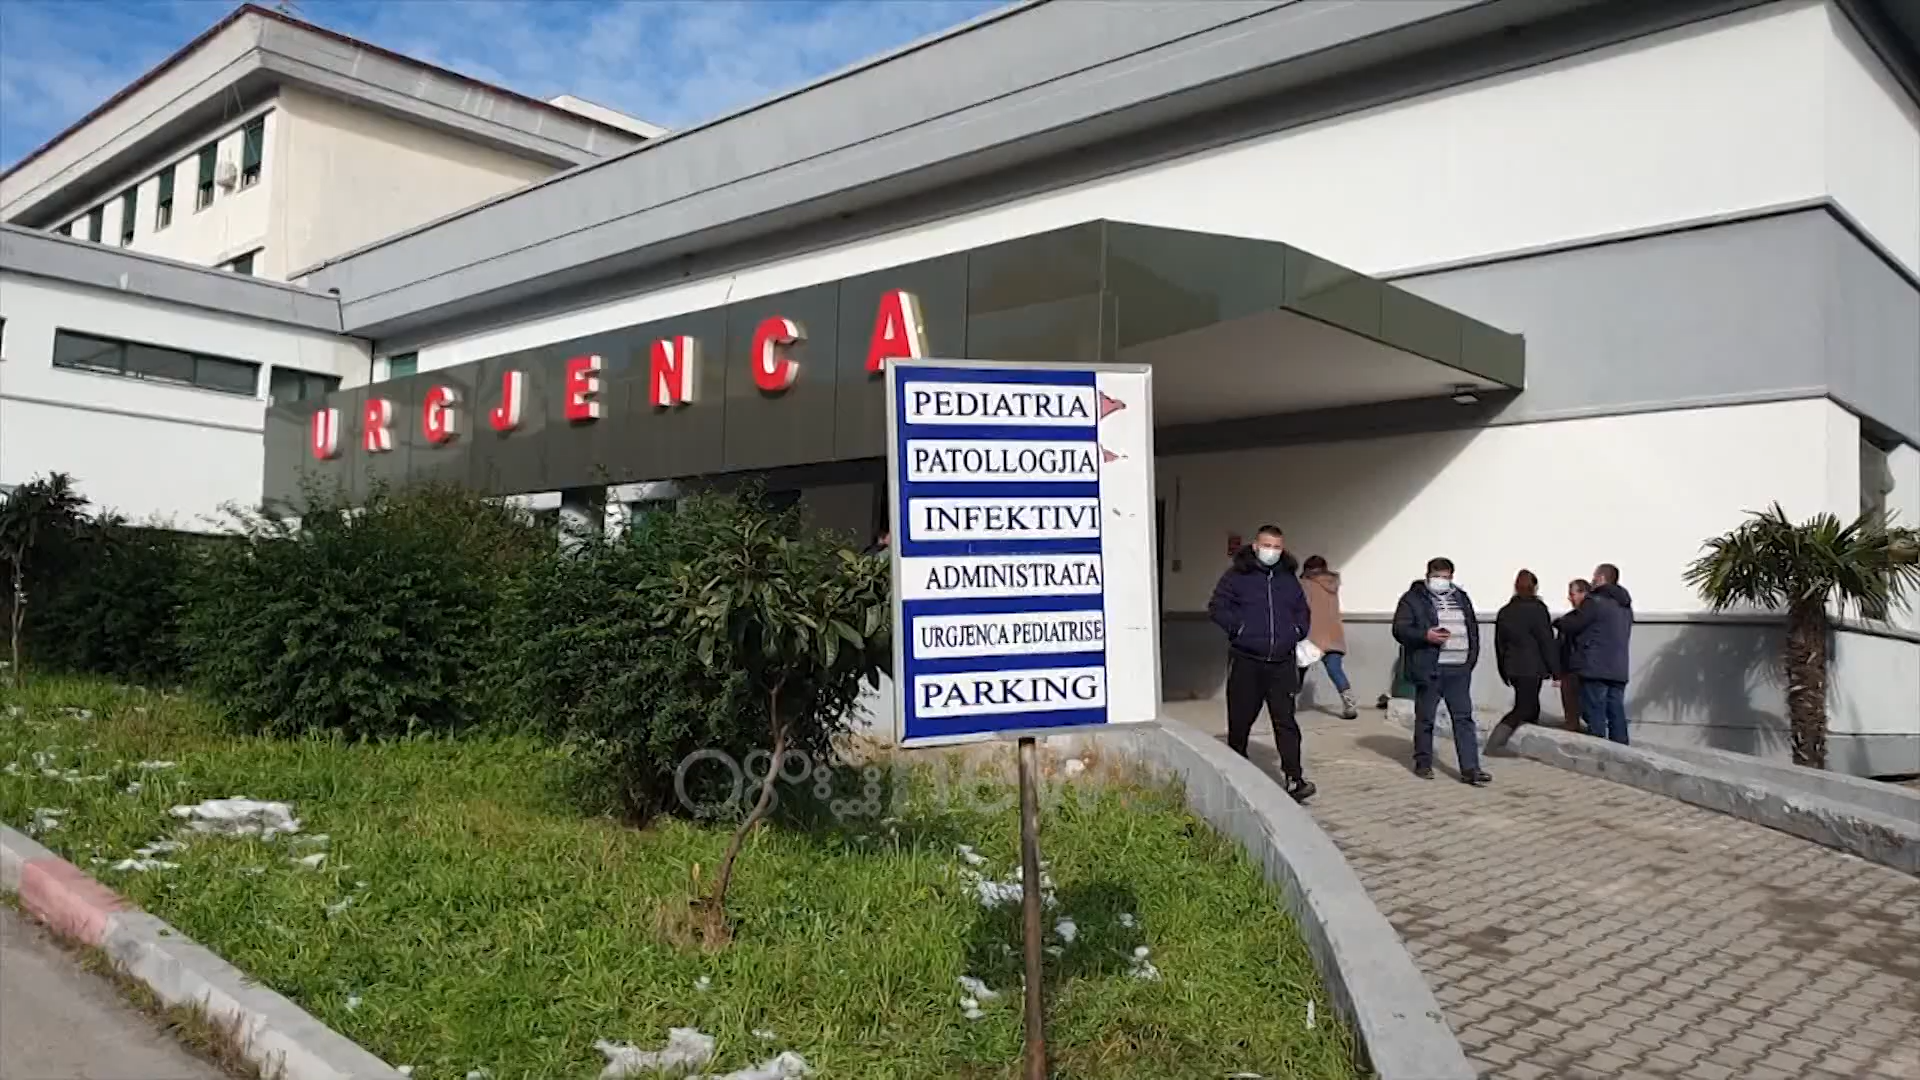 URGJENCA
PEDIATRIA
PATOLLOGJIA
INFEKTIVI
ADMINISTRATA
URGJENCA PEDIATRISE
PARKING